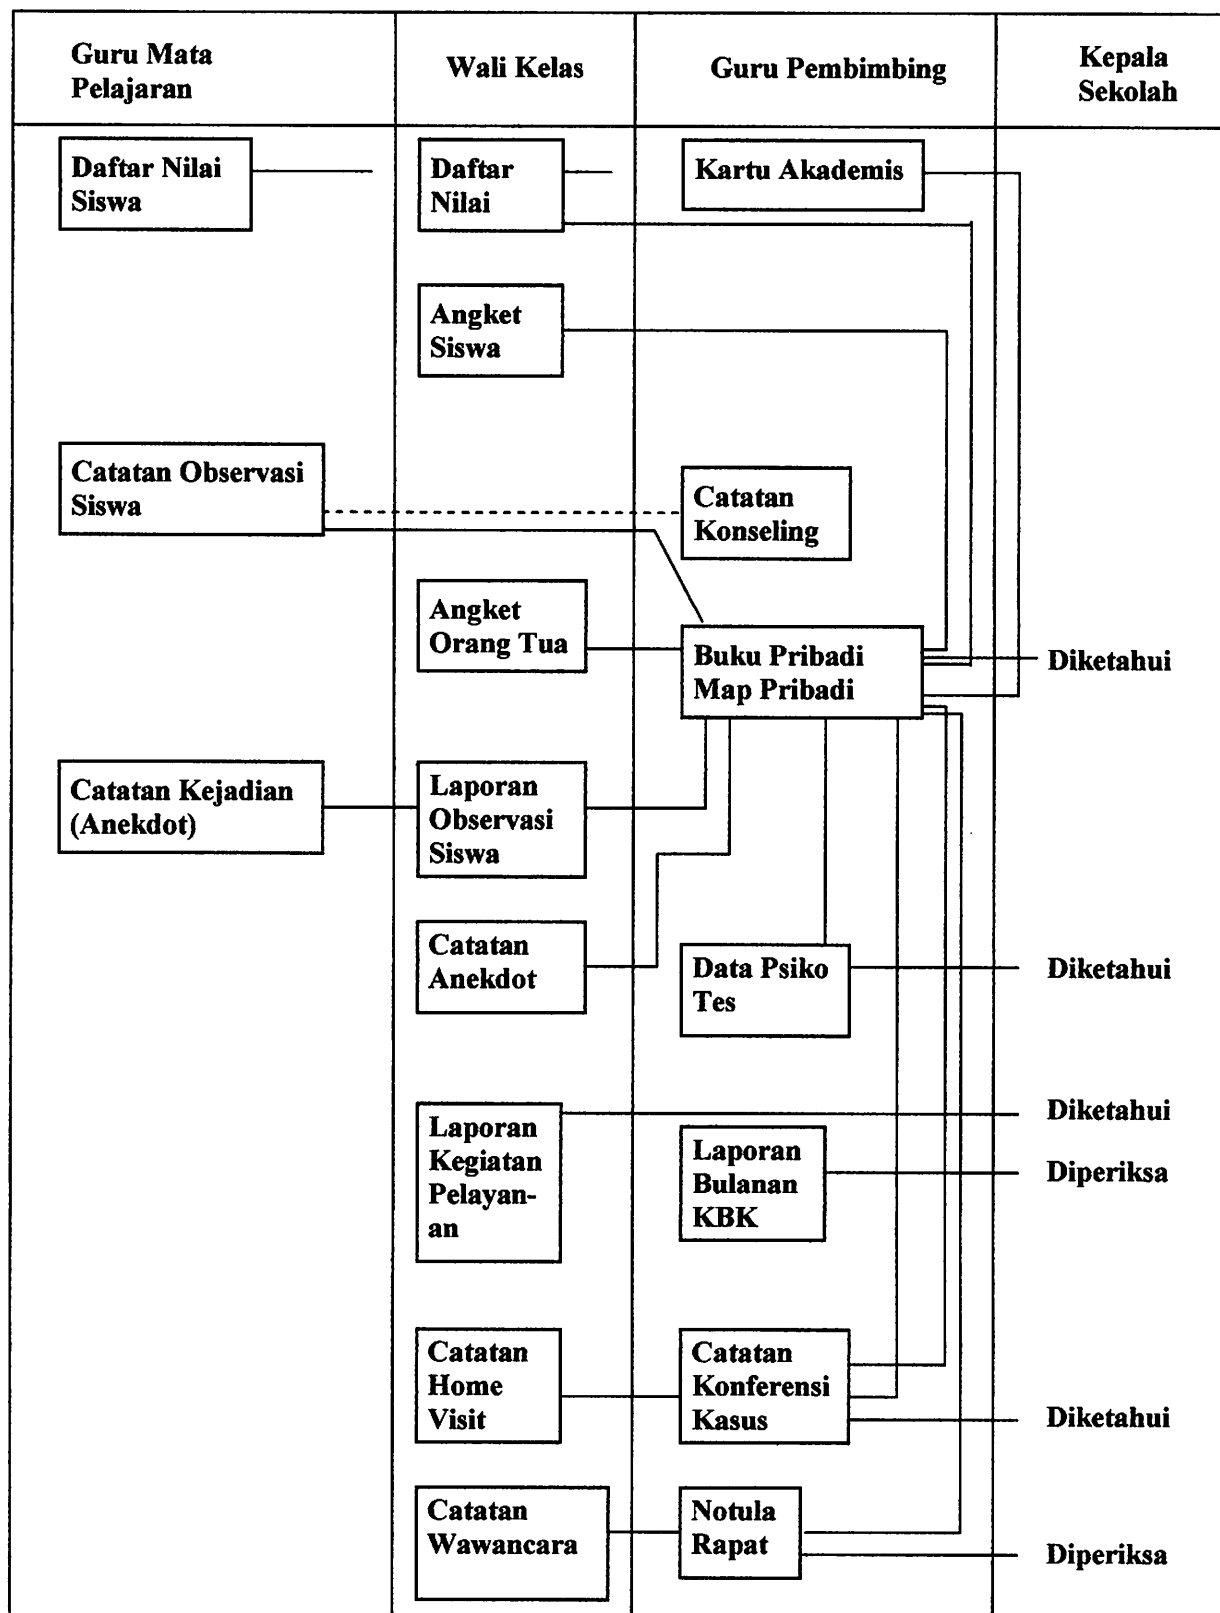 Guru Mata
Pelajaran
Wali Kelas
Guru Pembimbing
Kepala
Sekolah
Daftar Nilai
Siswa
Daftar
Nilai
Kartu Akademis
Angket
Siswa
Catatan Observasi
Siswa
Catatan
Konseling
Angket
Orang Tua
Buku Pribadi
Map Pribadi
Diketahui
Catatan Kejadian
(Anekdot)
Laporan
Observasi
Siswa
Catatan
Anekdot
Data Psiko
Tes
Diketahui
Laporan
Kegiatan
Pelayan-
an
Diketahui
Laporan
Bulanan
KBK
Diperiksa
Catatan
Home
Visit
Catatan
Konferensi
Kasus
Diketahui
Catatan
Wawancara
Notula
Rapat
Diperiksa